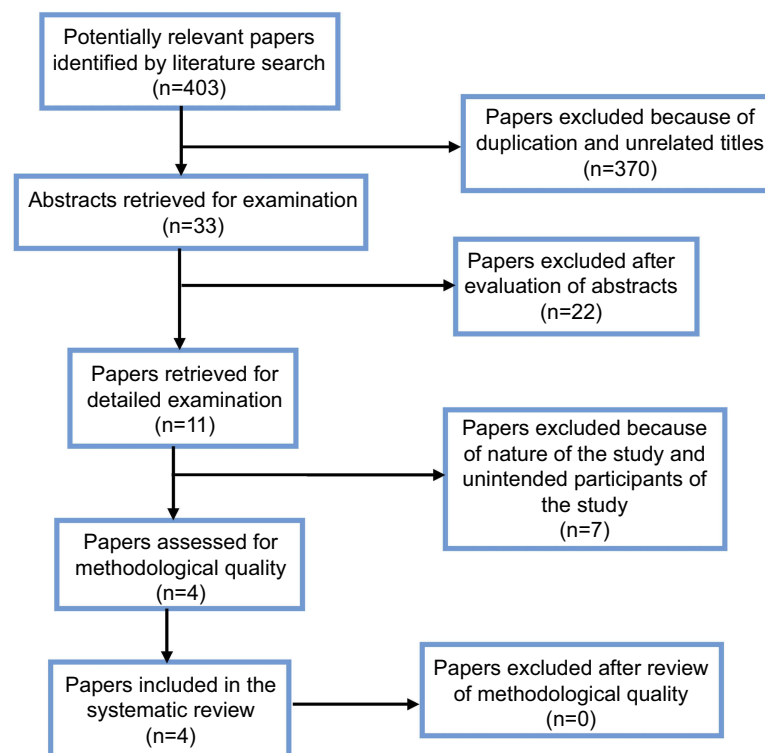 Potentially relevant papers
identified by literature search
(n=403)
Papers excluded because of
duplication and unrelated titles
(n=370)
Abstracts retrieved for examination
(n=33)
Papers excluded after
evaluation of abstracts
(n=22)
Papers retrieved for
detailed examination
(n=11)
Papers excluded because
of nature of the study and
unintended participants of
the study
(n=7)
Papers assessed for
methodological quality
(n=4)
Papers excluded after review
of methodological quality
(n=0)
Papers included in the
systematic review
(n=4)